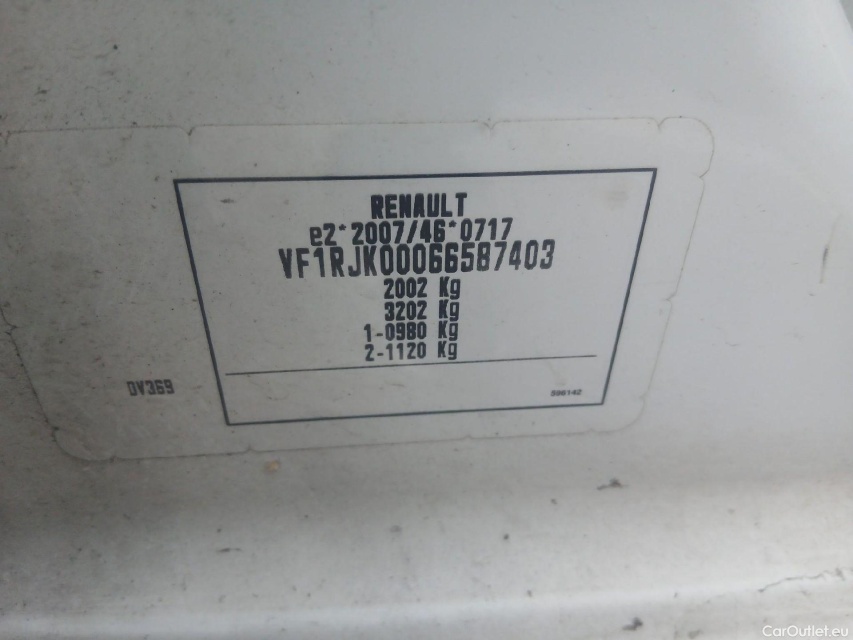 RENAULT
e2*2007/46*0717
VF1RJK00066587403
2002 Kg
3202 Kg
1-0980 Kg
2-1120 Kg
DV369
596142
CarOutlet.eu